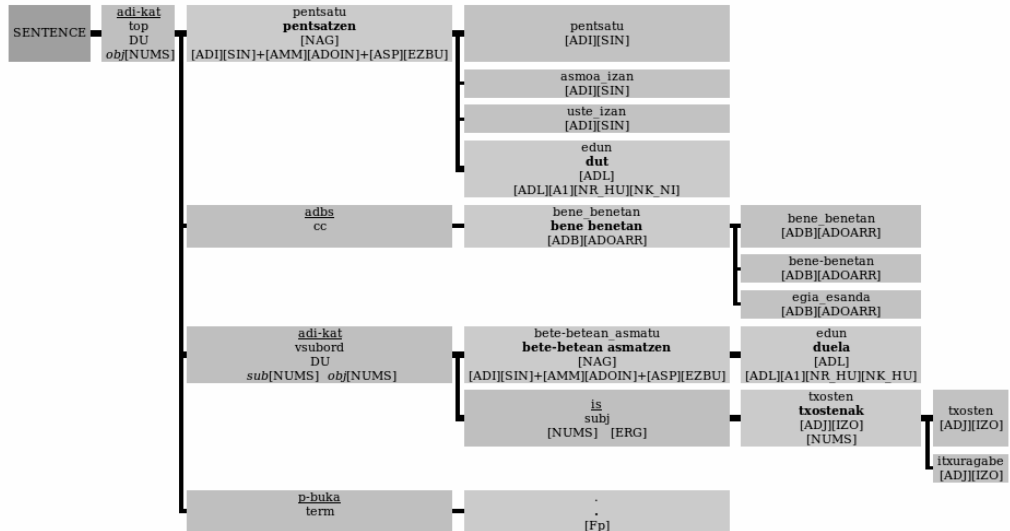 SENTENCE
adi-kat
top
DU
obj[NUMS]
pentsatu
pentsatzen
[NAG]
[ADI][SIN]+[AMM][ADOIN]+[ASP][EZBU]
pentsatu
[ADI][SIN]
asmoa_izan
[ADI][SIN]
uste_izan
[ADI][SIN]
edun
dut
[ADL]
[ADL][A1][NR_HU][NK_NI]
adbs
cc
bene_benetan
bene benetan
[ADB][ADOARR]
bene_benetan
[ADB][ADOARR]
bene-benetan
[ADB][ADOARR]
egia_esanda
[ADB][ADOARR]
adi-kat
vsubord
DU
sub[NUMS] obj[NUMS]
bete-betean_asmatu
bete-betean asmatzen
[NAG]
[ADI][SIN]+[AMM][ADOIN]+[ASP][EZBU]
edun
duela
[ADL]
[ADL][A1][NR_HU][NK_HU]
is
subj
[NUMS] [ERG]
txosten
txostenak
[ADJ][IZO]
[NUMS]
txosten
[ADJ][IZO]
itxuragabe
[ADJ][IZO]
p-buka
term
.
.
[Fp]